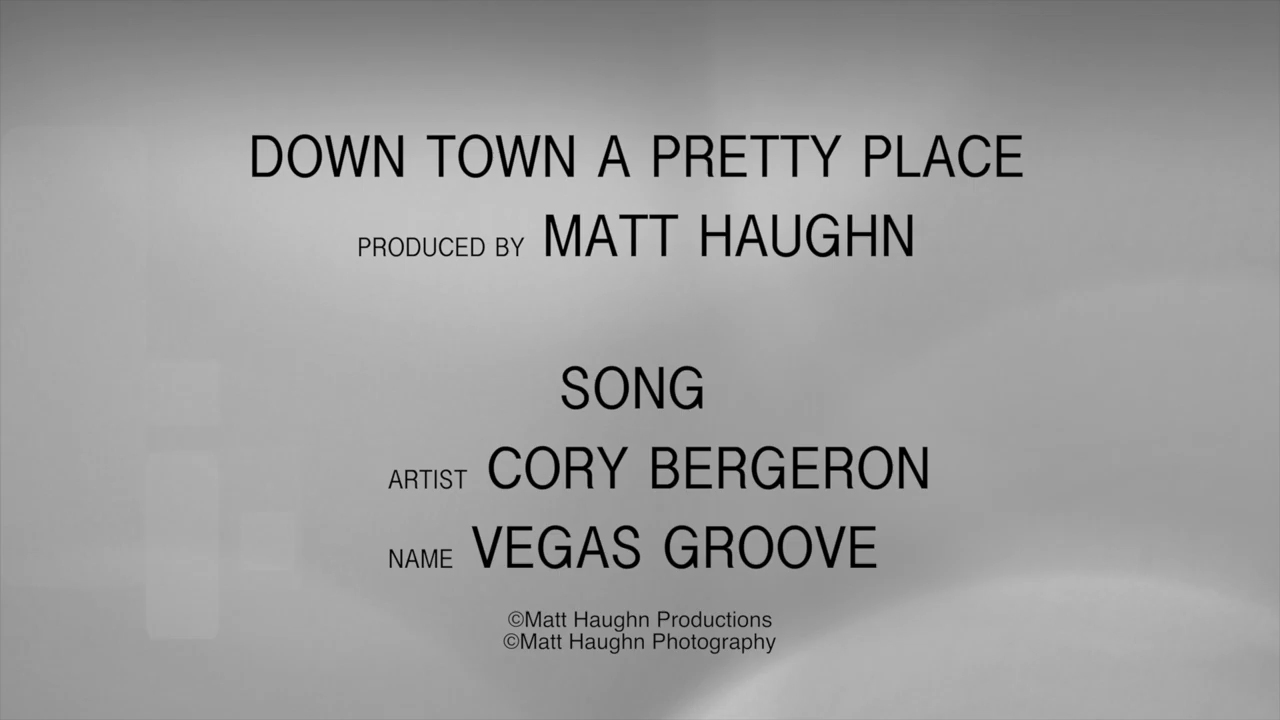 DOWN TOWN A PRETTY PLACE
PRODUCED BY MATT HAUGHN
SONG
ARTIST CORY BERGERON
NAME VEGAS GROOVE
©Matt Haughn Productions
©Matt Haughn Photography